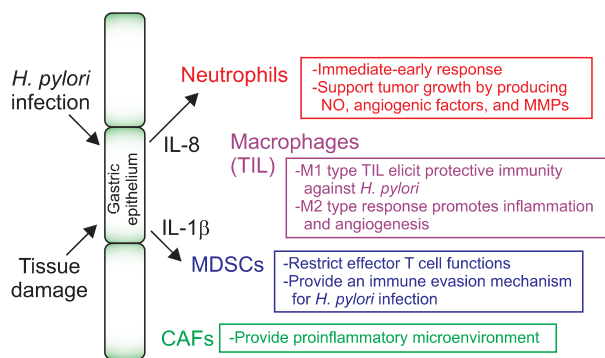 H. pylori
infection
Tissue
damage
Gastric
epithelium
IL-8
IL-1β
Neutrophils
-Immediate-early response
-Support tumor growth by producing
NO, angiogenic factors, and MMPs
Macrophages
(TIL)
-M1 type TIL elicit protective immunity
against H. pylori
-M2 type response promotes inflammation
and angiogenesis
MDSCs
-Restrict effector T cell functions
-Provide an immune evasion mechanism
for H. pylori infection
CAFs
-Provide proinflammatory microenvironment